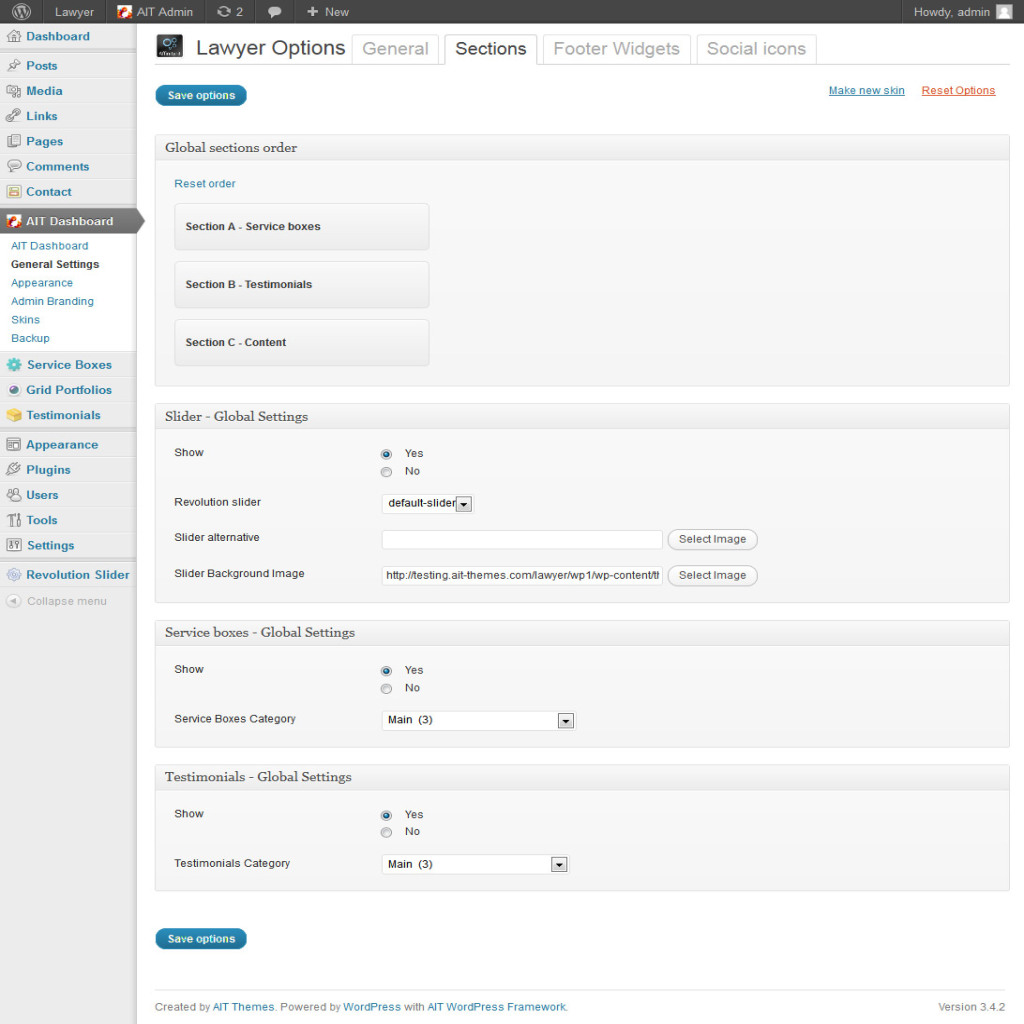 Lawyer AIT Admin 2 New Howdy, admin
Dashboard
Posts
Media
Links
Pages
Comments
Contact
AIT Dashboard
AIT Dashboard
General Settings
Appearance
Admin Branding
Skins
Backup
Service Boxes
Grid Portfolios
Testimonials
Appearance
Plugins
Users
Tools
Settings
Revolution Slider
Collapse menu
Lawyer Options General Sections Footer Widgets Social icons
Save options Make new skin Reset Options
Global sections order
Reset order
Section A - Service boxes
Section B - Testimonials
Section C - Content
Slider - Global Settings
Show Yes
No
Revolution slider default-slider
Slider alternative Select Image
Slider Background Image http://testing.ait-themes.com/lawyer/wp1/wp-content/th Select Image
Service boxes - Global Settings
Show Yes
No
Service Boxes Category Main (3)
Testimonials - Global Settings
Show Yes
No
Testimonials Category Main (3)
Save options
Created by AIT Themes. Powered by WordPress with AIT WordPress Framework. Version 3.4.2